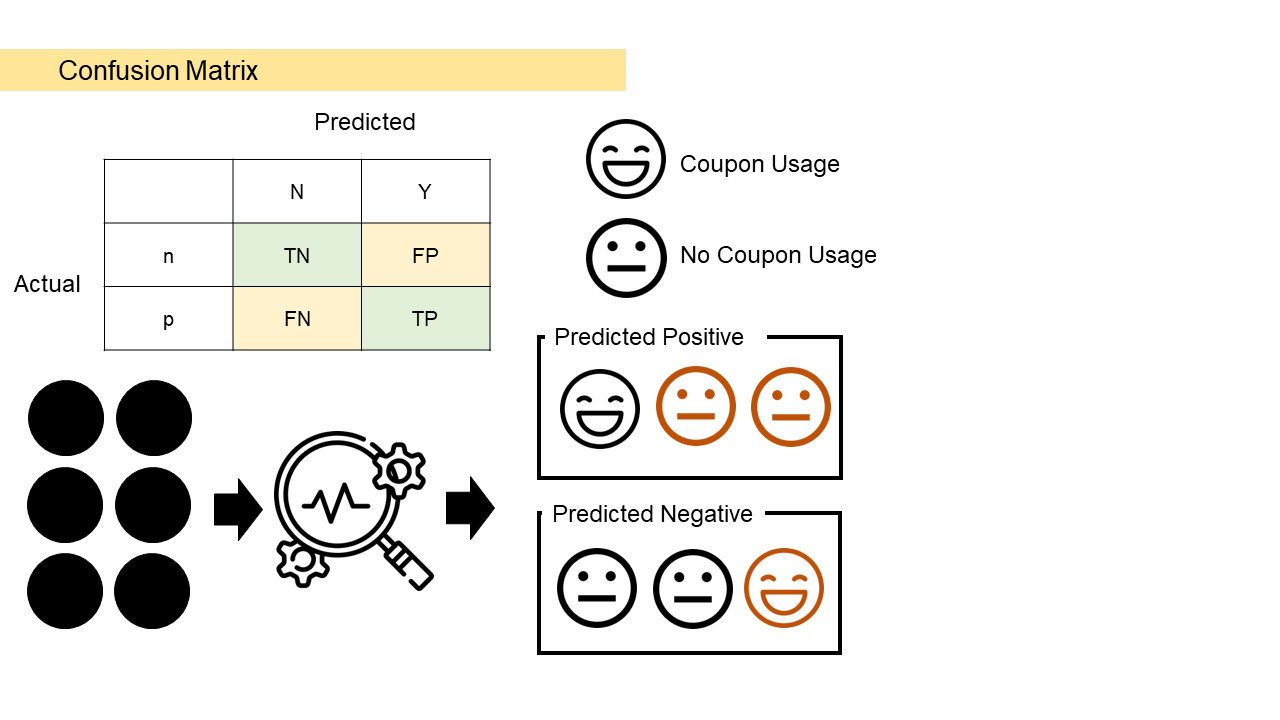 Confusion Matrix
Predicted
N Y
n TN FP
Actual
p FN TP
Coupon Usage
No Coupon Usage
Predicted Positive
Predicted Negative